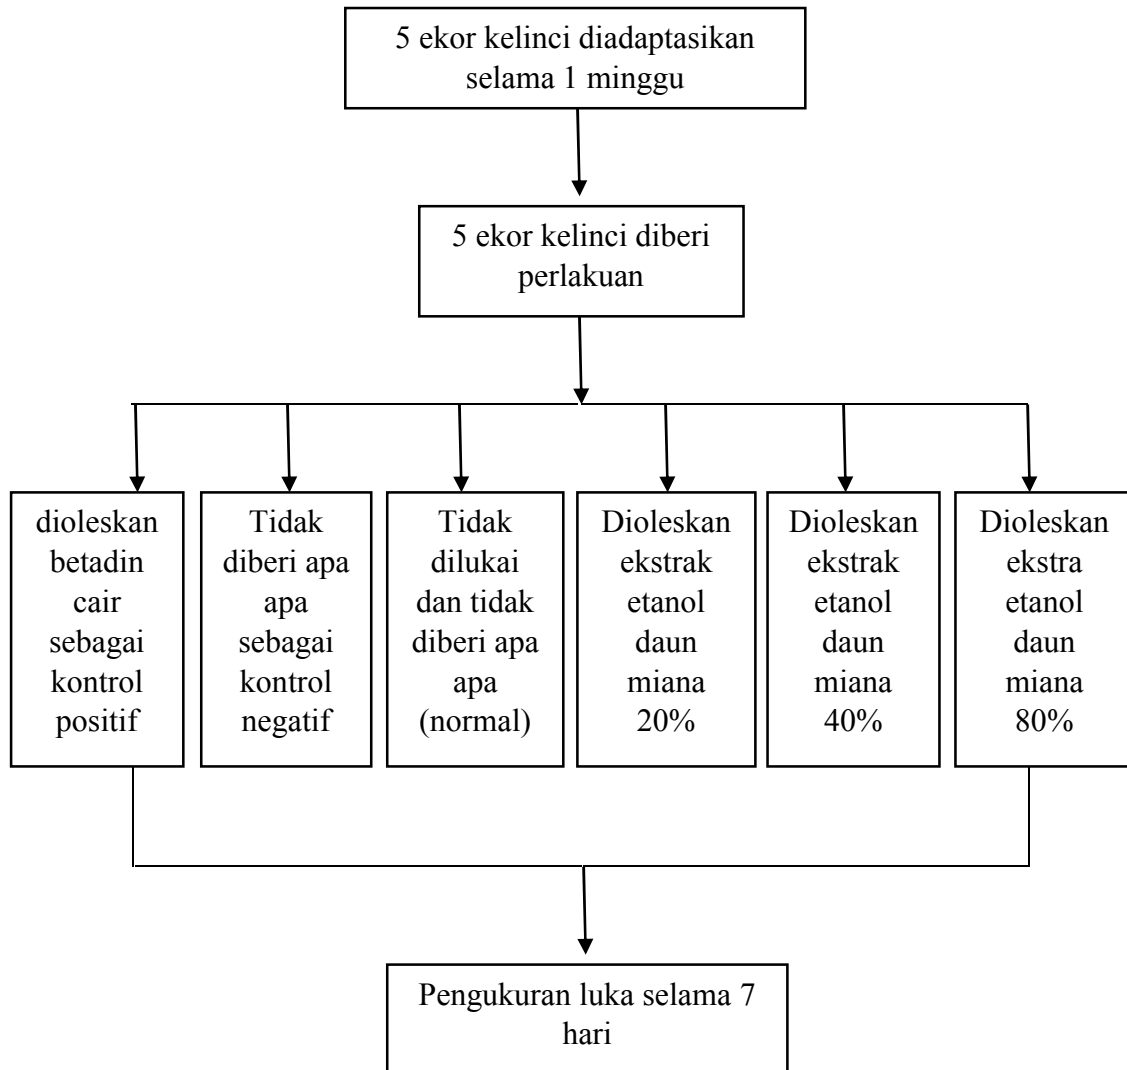 5 ekor kelinci diadaptasikan
selama 1 minggu
5 ekor kelinci diberi
perlakuan
dioleskan
betadin
cair
sebagai
kontrol
positif
Tidak
diberi apa
apa
sebagai
kontrol
negatif
Tidak
dilukai
dan tidak
diberi apa
apa
(normal)
Dioleskan
ekstrak
etanol
daun
miana
20%
Dioleskan
ekstrak
etanol
daun
miana
40%
Dioleskan
ekstra
etanol
daun
miana
80%
Pengukuran luka selama 7
hari